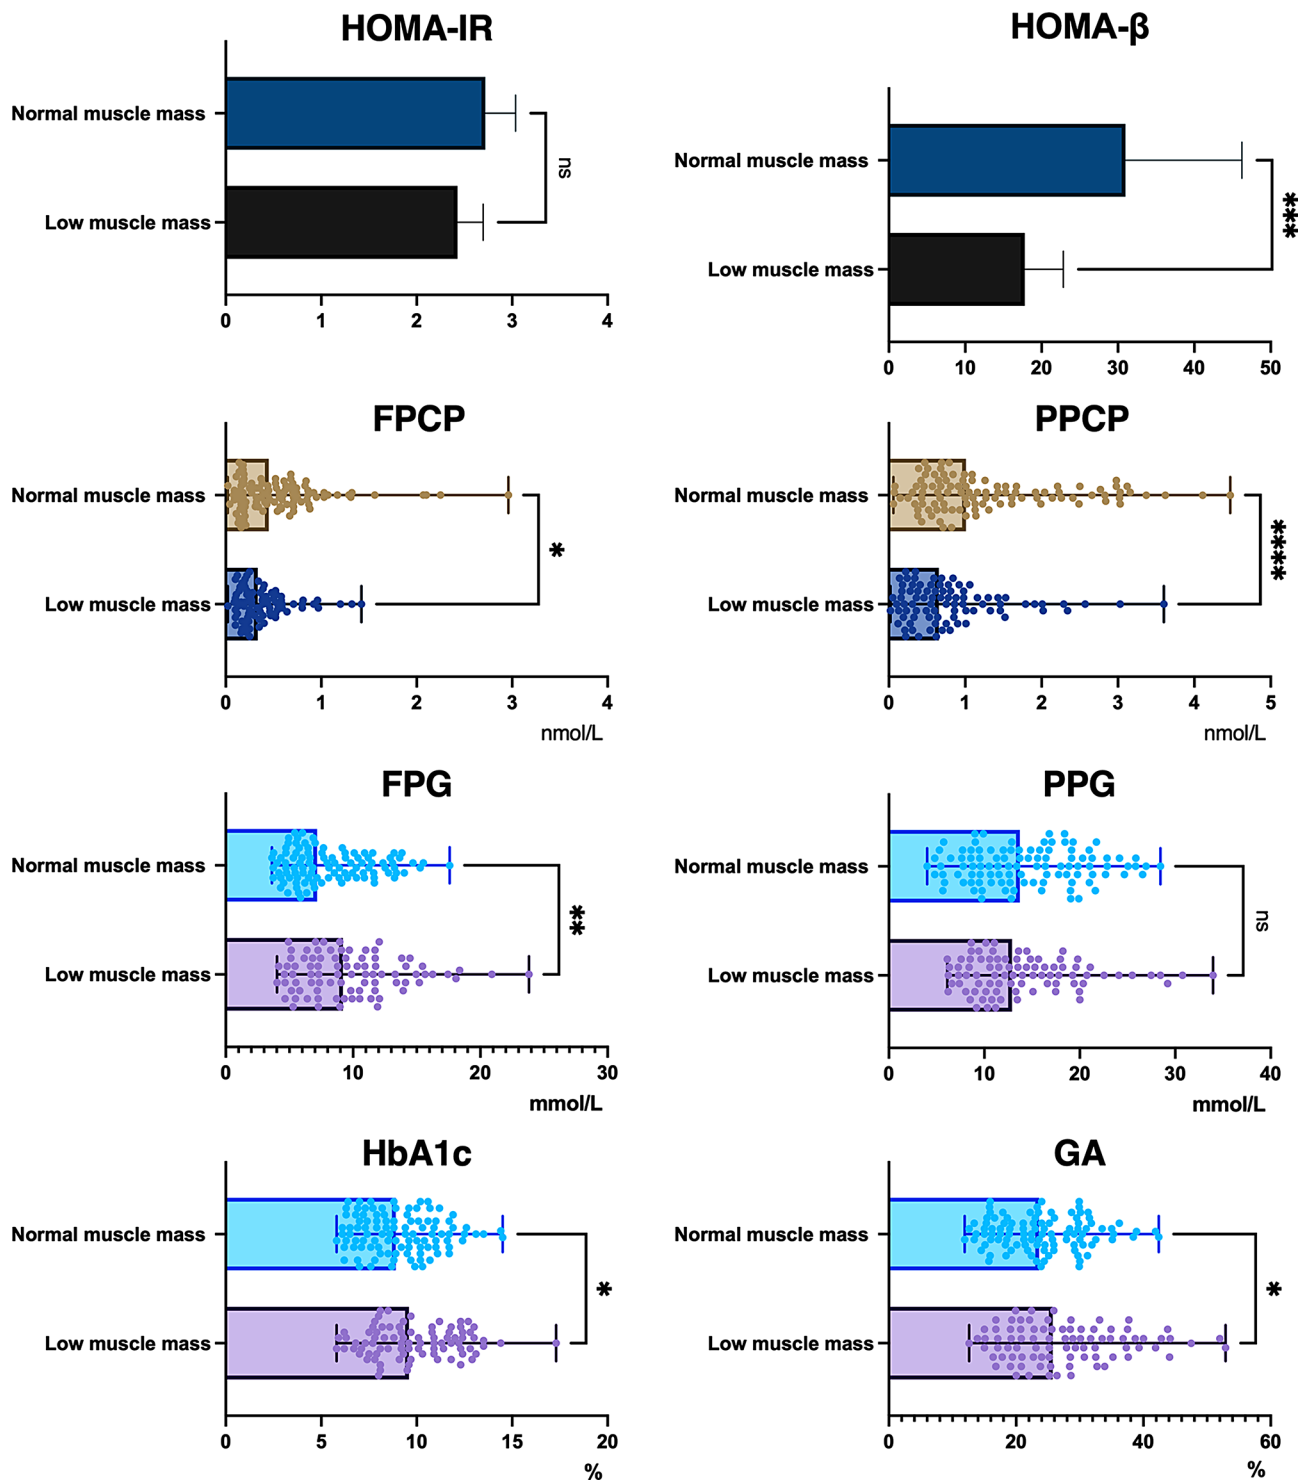 HOMA-IR
Normal muscle mass
Low muscle mass
ns
0 1 2 3 4
HOMA-β
Normal muscle mass
Low muscle mass
***
0 10 20 30 40 50
FPCP
Normal muscle mass
Low muscle mass
*
0 1 2 3 4
nmol/L
PPCP
Normal muscle mass
Low muscle mass
****
0 1 2 3 4 5
nmol/L
FPG
Normal muscle mass
Low muscle mass
**
0 10 20 30
mmol/L
PPG
Normal muscle mass
Low muscle mass
ns
0 10 20 30 40
mmol/L
HbA1c
Normal muscle mass
Low muscle mass
*
0 5 10 15 20
%
GA
Normal muscle mass
Low muscle mass
*
0 20 40 60
%